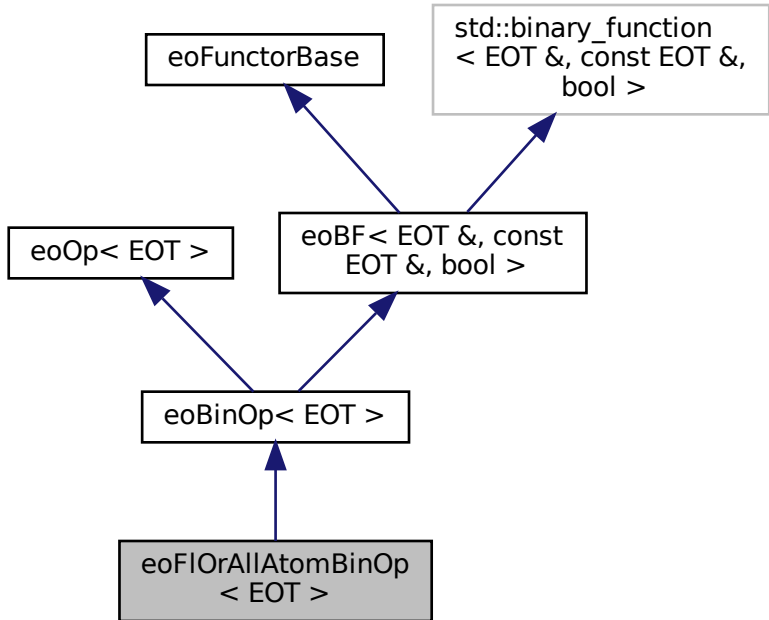 eoFunctorBase
std::binary_function
< EOT &, const EOT &,
bool >
eoOp< EOT >
eoBF< EOT &, const
EOT &, bool >
eoBinOp< EOT >
eoFlOrAllAtomBinOp
< EOT >